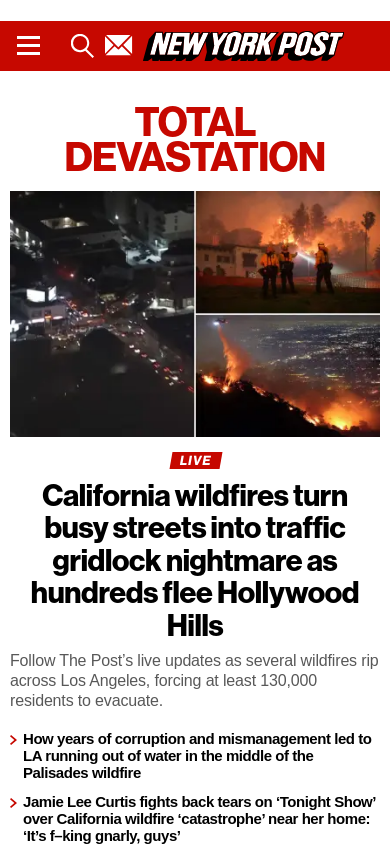 NEW YORK POST
TOTAL
DEVASTATION
LIVE
California wildfires turn
busy streets into traffic
gridlock nightmare as
hundreds flee Hollywood
Hills
Follow The Post’s live updates as several wildfires rip
across Los Angeles, forcing at least 130,000
residents to evacuate.
How years of corruption and mismanagement led to
LA running out of water in the middle of the
Palisades wildfire
Jamie Lee Curtis fights back tears on ‘Tonight Show’
over California wildfire ‘catastrophe’ near her home:
‘It’s f–king gnarly, guys’